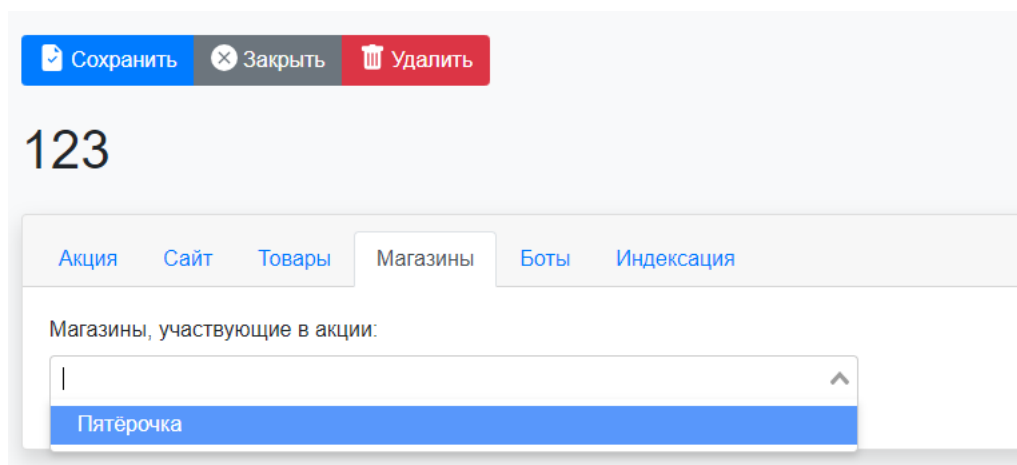 Сохранить Закрыть Удалить
123
Акция Сайт Товары Магазины Боты Индексация
Магазины, участвующие в акции:
Пятёрочка